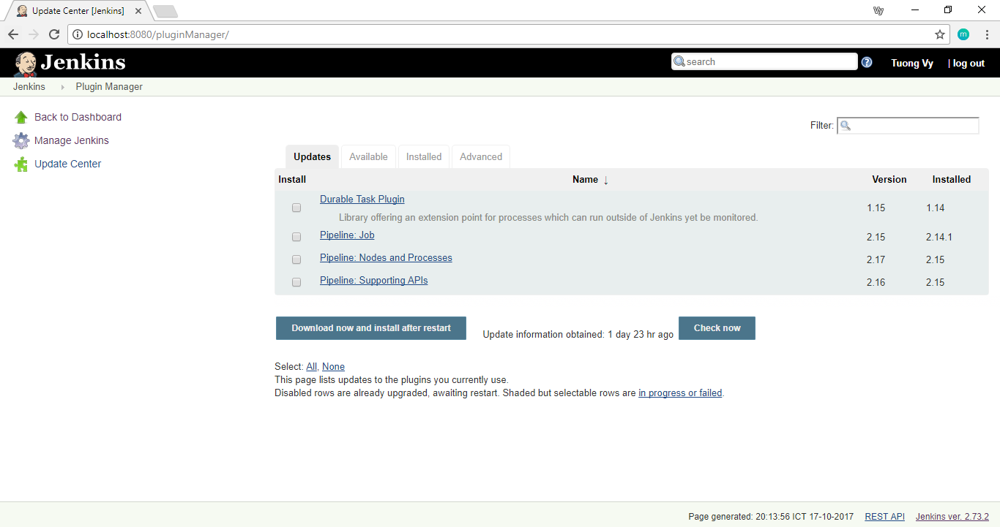 Update Center [Jenkins]
Vy
localhost:8080/pluginManager/
m
Jenkins
search
?
Tuong Vy
| log out
Jenkins
Plugin Manager
Back to Dashboard
Manage Jenkins
Update Center
Filter:
Updates Available Installed Advanced
Install Name ↓ Version Installed
Durable Task Plugin
Library offering an extension point for processes which can run outside of Jenkins yet be monitored.
1.15 1.14
Pipeline: Job 2.15 2.14.1
Pipeline: Nodes and Processes 2.17 2.15
Pipeline: Supporting APIs 2.16 2.15
Download now and install after restart Update information obtained: 1 day 23 hr ago Check now
Select: All, None
This page lists updates to the plugins you currently use.
Disabled rows are already upgraded, awaiting restart. Shaded but selectable rows are in progress or failed.
Page generated: 20:13:56 ICT 17-10-2017 REST API Jenkins ver. 2.73.2